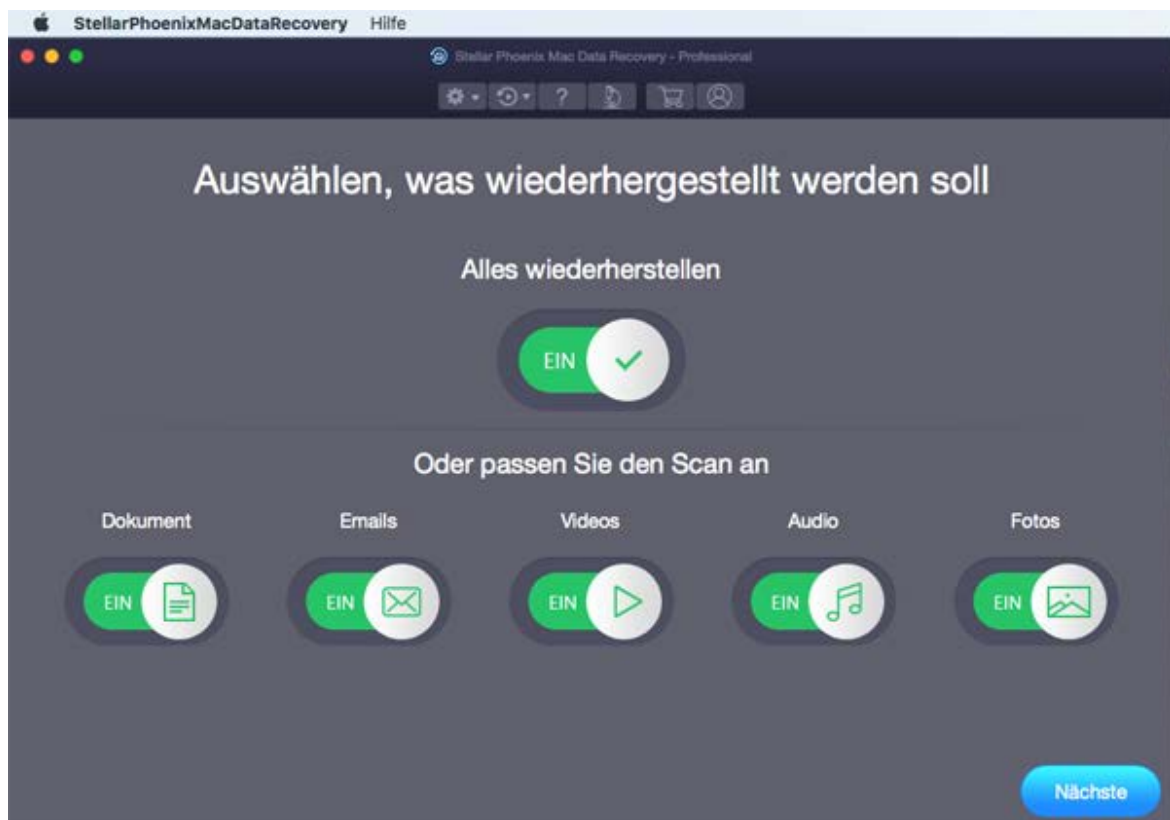 StellarPhoenixMacDataRecovery Hilfe
Stellar Phoenix Mac Data Recovery - Professional
?
Auswählen, was wiederhergestellt werden soll
Alles wiederherstellen
EIN
Oder passen Sie den Scan an
Dokument Emails Videos Audio Fotos
EIN EIN EIN EIN EIN
Nächste